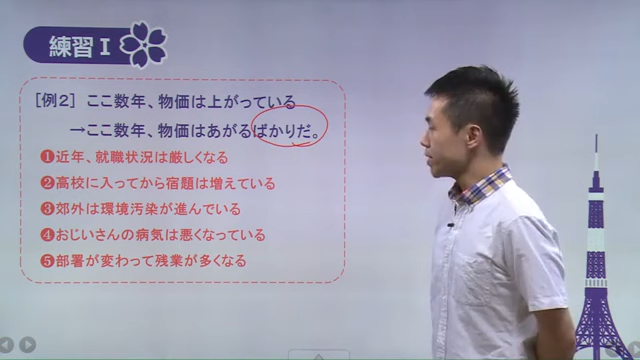 練習Ⅰ
[例2] ここ数年、物価は上がっている
→ここ数年、物価はあがるばかりだ。
❶近年、就職状況は厳しくなる
❷高校に入ってから宿題は増えている
❸郊外は環境汚染が進んでいる
❹おじいさんの病気は悪くなっている
❺部署が変わって残業が多くなる